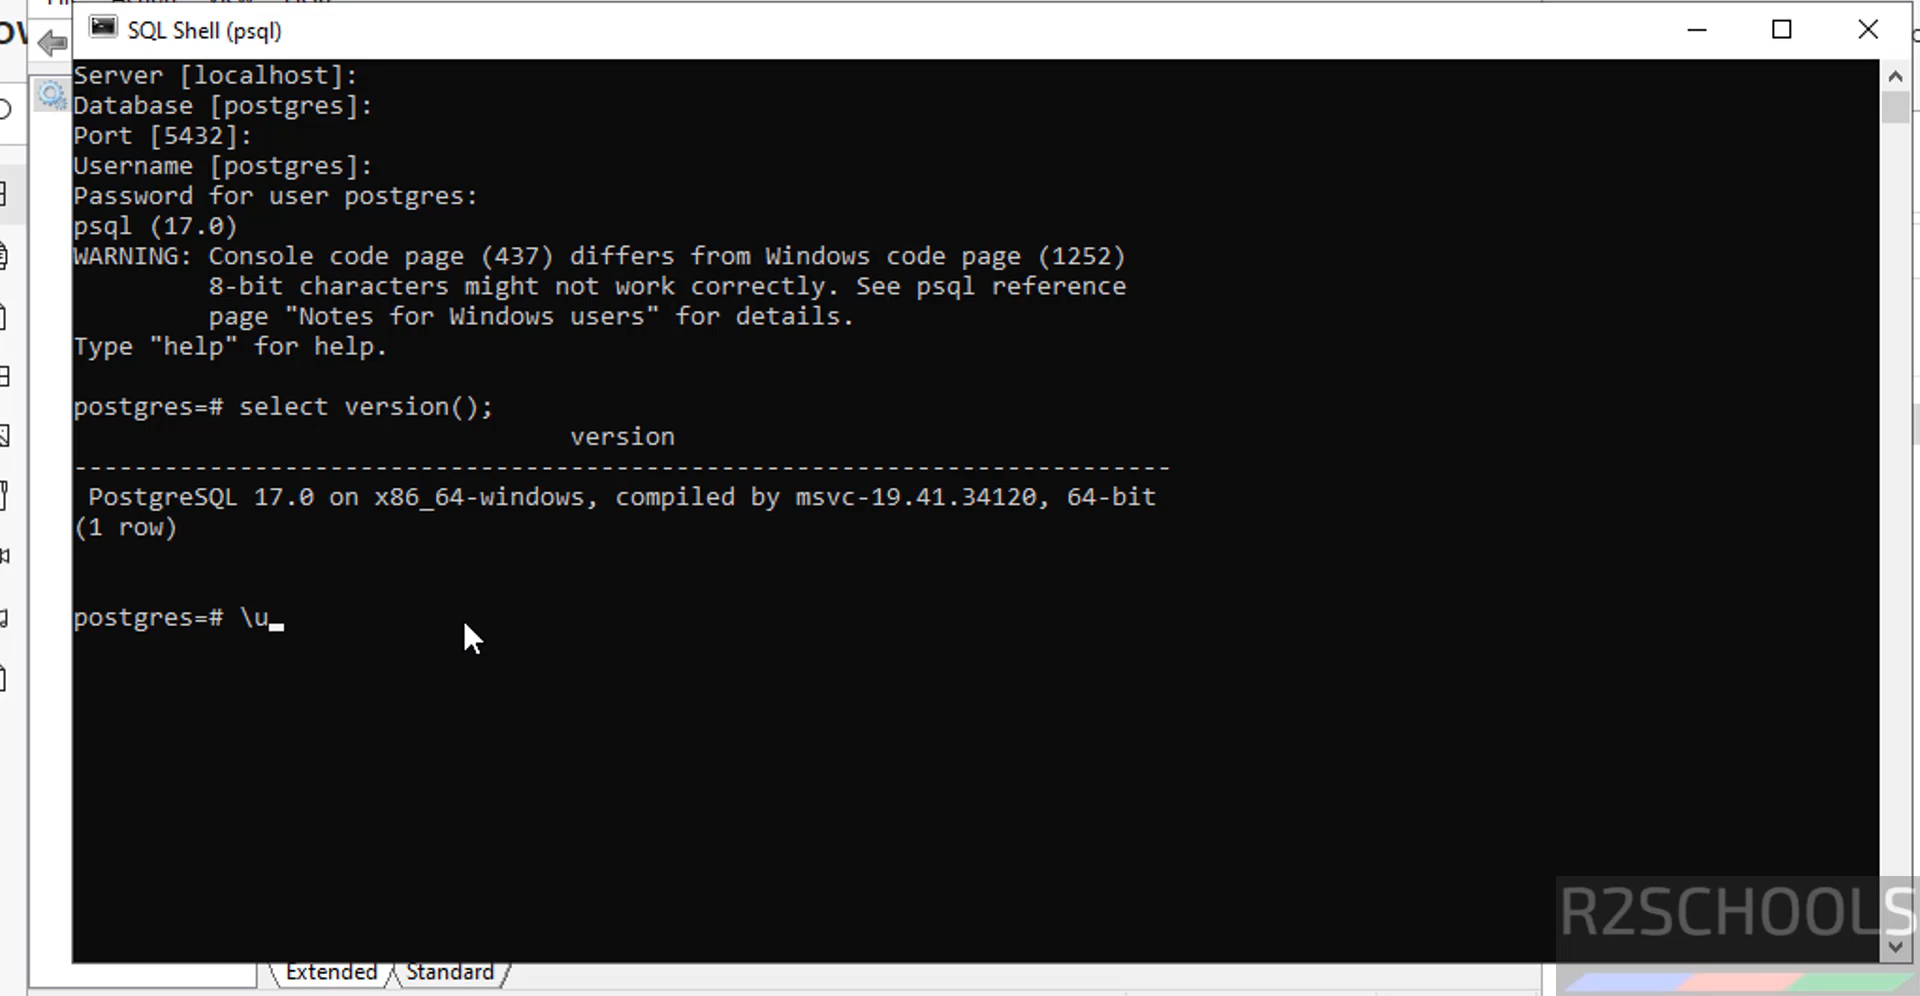 SQL Shell (psql)
Server [localhost]:
Database [postgres]:
Port [5432]:
Username [postgres]:
Password for user postgres:
psql (17.0)
WARNING: Console code page (437) differs from Windows code page (1252)
         8-bit characters might not work correctly. See psql reference
         page "Notes for Windows users" for details.
Type "help" for help.

postgres=# select version();
                                 version
-------------------------------------------------------------------------
 PostgreSQL 17.0 on x86_64-windows, compiled by msvc-19.41.34120, 64-bit
(1 row)


postgres=# \u_
R2SCHOOLS
Extended
Standard